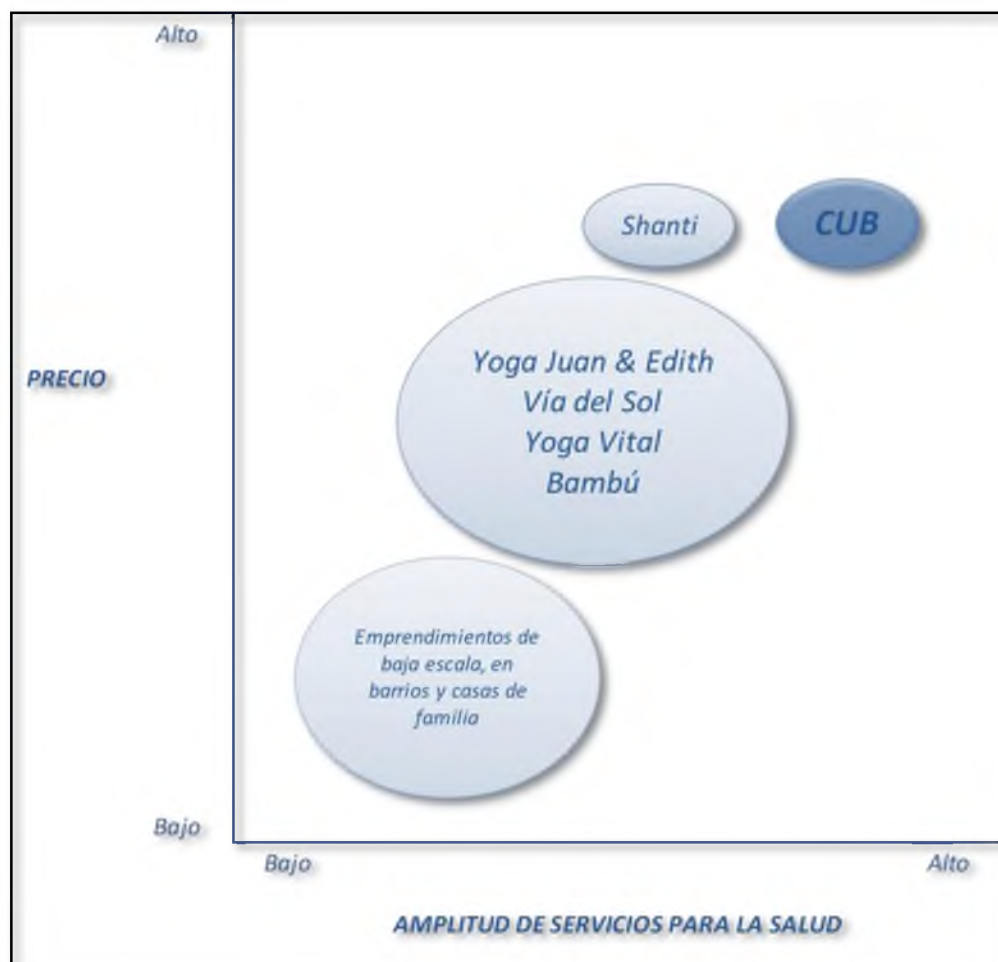 Alto
Shanti
CUB
PRECIO
Yoga Juan & Edith
Vía del Sol
Yoga Vital
Bambú
Emprendimientos de
baja escala, en
barrios y casas de
familia
Bajo
Bajo
Alto
AMPLITUD DE SERVICIOS PARA LA SALUD